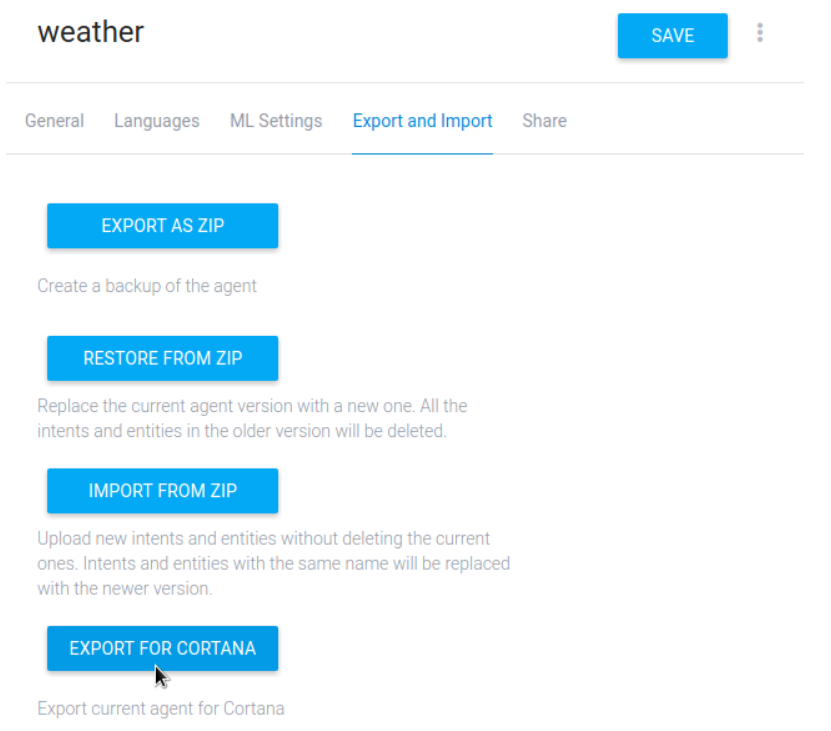 weather
SAVE
General Languages ML Settings Export and Import Share
EXPORT AS ZIP
Create a backup of the agent
RESTORE FROM ZIP
Replace the current agent version with a new one. All the
intents and entities in the older version will be deleted.
IMPORT FROM ZIP
Upload new intents and entities without deleting the current
ones. Intents and entities with the same name will be replaced
with the newer version.
EXPORT FOR CORTANA
Export current agent for Cortana